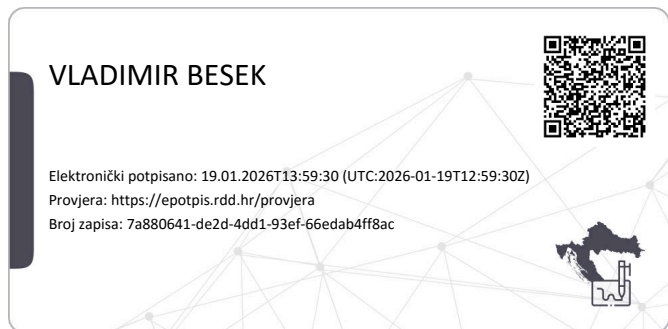 VLADIMIR BESEK
Elektronički potpisano: 19.01.2026T13:59:30 (UTC:2026-01-19T12:59:30Z)
Provjera: https://epotpis.rdd.hr/provjera
Broj zapisa: 7a880641-de2d-4dd1-93ef-66edab4ff8ac